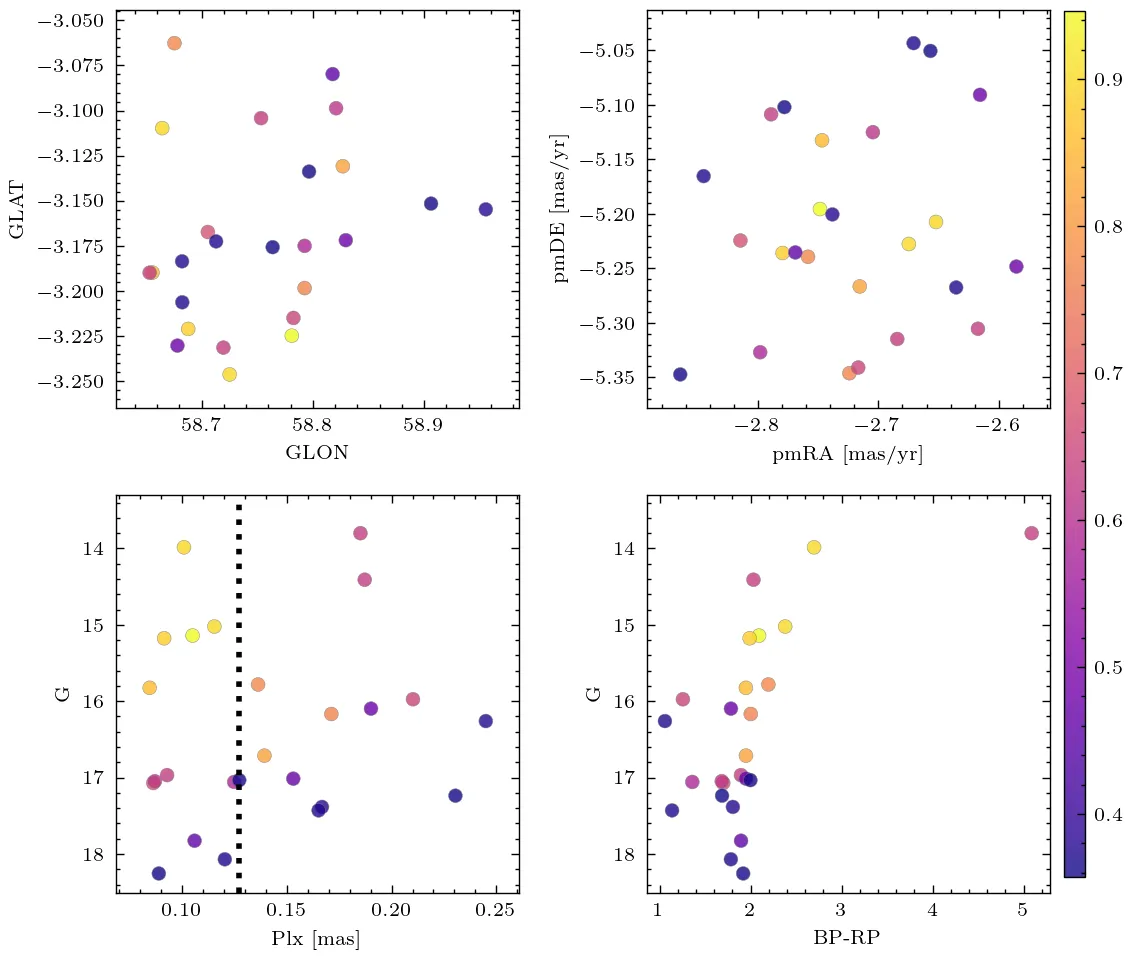 −3.050
−3.075
−3.100
−3.125
−3.150
−3.175
−3.200
−3.225
−3.250
GLAT
58.7 58.8 58.9
GLON
−5.05
−5.10
−5.15
−5.20
−5.25
−5.30
−5.35
pmDE [mas/yr]
−2.8 −2.7 −2.6
pmRA [mas/yr]
14
15
16
17
18
G
0.10 0.15 0.20 0.25
Plx [mas]
14
15
16
17
18
G
1 2 3 4 5
BP-RP
0.9
0.8
0.7
0.6
0.5
0.4